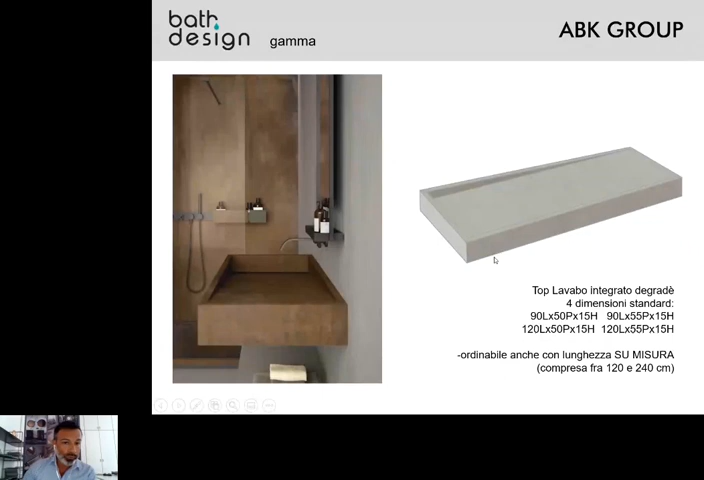 bath
design
gamma
ABK GROUP
Top Lavabo integrato degradè
4 dimensioni standard:
90Lx50Px15H 90Lx55Px15H
120Lx50Px15H 120Lx55Px15H
-ordinabile anche con lunghezza SU MISURA
(compresa fra 120 e 240 cm)